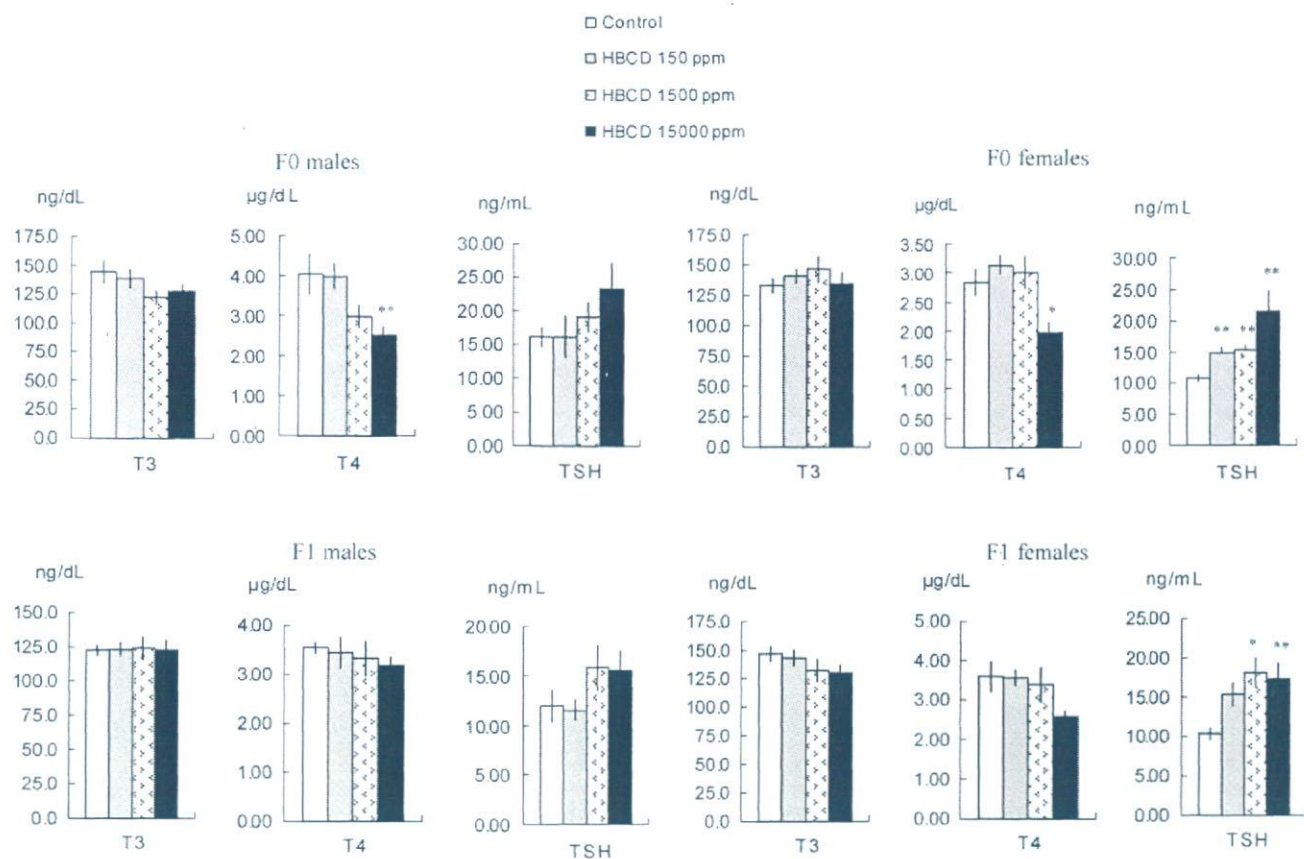 Control
HBCD 150 ppm
HBCD 1500 ppm
HBCD 15000 ppm
F0 males
F0 females
ng/dL
175.0
150.0
125.0
100.0
75.0
50.0
25.0
0.0
T3
µg/dL
5.00
4.00
3.00
2.00
1.00
0.00
**
T4
ng/mL
30.00
25.00
20.00
15.00
10.00
5.00
0.00
TSH
ng/dL
175.0
150.0
125.0
100.0
75.0
50.0
25.0
0.0
T3
µg/dL
3.50
3.00
2.50
2.00
1.50
1.00
0.50
0.00
*
T4
ng/mL
30.00
25.00
20.00
15.00
10.00
5.00
0.00
** ** **
TSH
F1 males
F1 females
ng/dL
150.0
125.0
100.0
75.0
50.0
25.0
0.0
T3
µg/dL
4.00
3.00
2.00
1.00
0.00
T4
ng/mL
20.00
15.00
10.00
5.00
0.00
TSH
ng/dL
175.0
150.0
125.0
100.0
75.0
50.0
25.0
0.0
T3
µg/dL
5.00
4.00
3.00
2.00
1.00
0.00
T4
ng/mL
25.00
20.00
15.00
10.00
5.00
0.00
* **
TSH